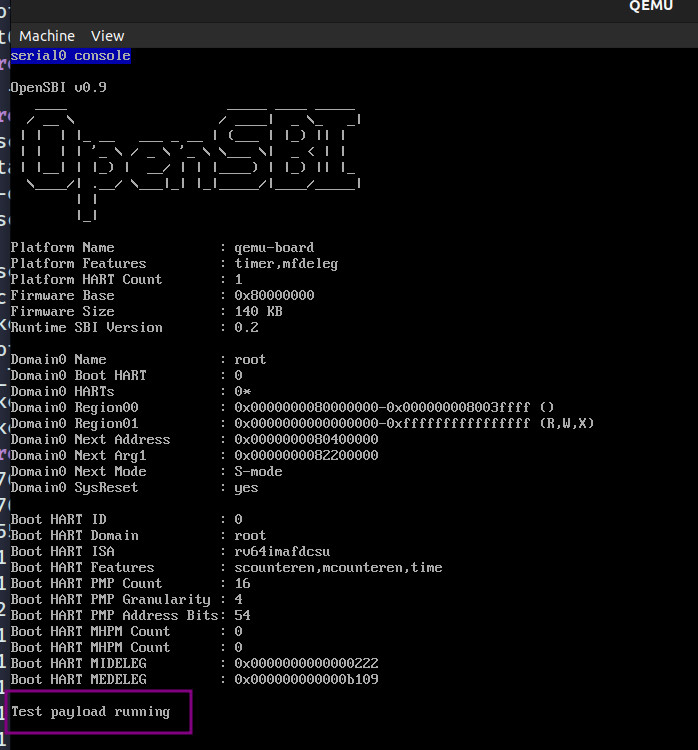 QEMU
Machine View
serial0 console
OpenSBI v0.9
OpenSBI
Platform Name : qemu-board
Platform Features : timer,mfdeleg
Platform HART Count : 1
Firmware Base : 0x80000000
Firmware Size : 140 KB
Runtime SBI Version : 0.2
Domain0 Name : root
Domain0 Boot HART : 0
Domain0 HARTs : 0*
Domain0 Region00 : 0x0000000080000000-0x000000008003ffff ()
Domain0 Region01 : 0x0000000000000000-0xffffffffffffffff (R,W,X)
Domain0 Next Address : 0x0000000080400000
Domain0 Next Arg1 : 0x0000000082200000
Domain0 Next Mode : S-mode
Domain0 SysReset : yes
Boot HART ID : 0
Boot HART Domain : root
Boot HART ISA : rv64imafdcsu
Boot HART Features : scounteren,mcounteren,time
Boot HART PMP Count : 16
Boot HART PMP Granularity : 4
Boot HART PMP Address Bits: 54
Boot HART MHPM Count : 0
Boot HART MHPM Count : 0
Boot HART MIDELEG : 0x0000000000000222
Boot HART MEDELEG : 0x000000000000b109
Test payload running